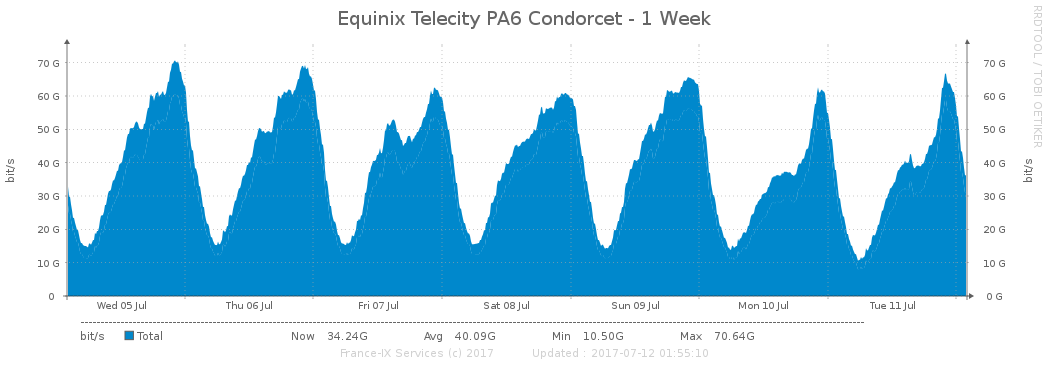 Equinix Telecity PA6 Condorcet - 1 Week
RRDTOOL / TOBI OETIKER
bit/s
bit/s
70 G 70 G
60 G 60 G
50 G 50 G
40 G 40 G
30 G 30 G
20 G 20 G
10 G 10 G
0 0 G
Wed 05 Jul Thu 06 Jul Fri 07 Jul Sat 08 Jul Sun 09 Jul Mon 10 Jul Tue 11 Jul
bit/s Total Now 34.24G Avg 40.09G Min 10.50G Max 70.64G
France-IX Services (c) 2017 Updated : 2017-07-12 01:55:10